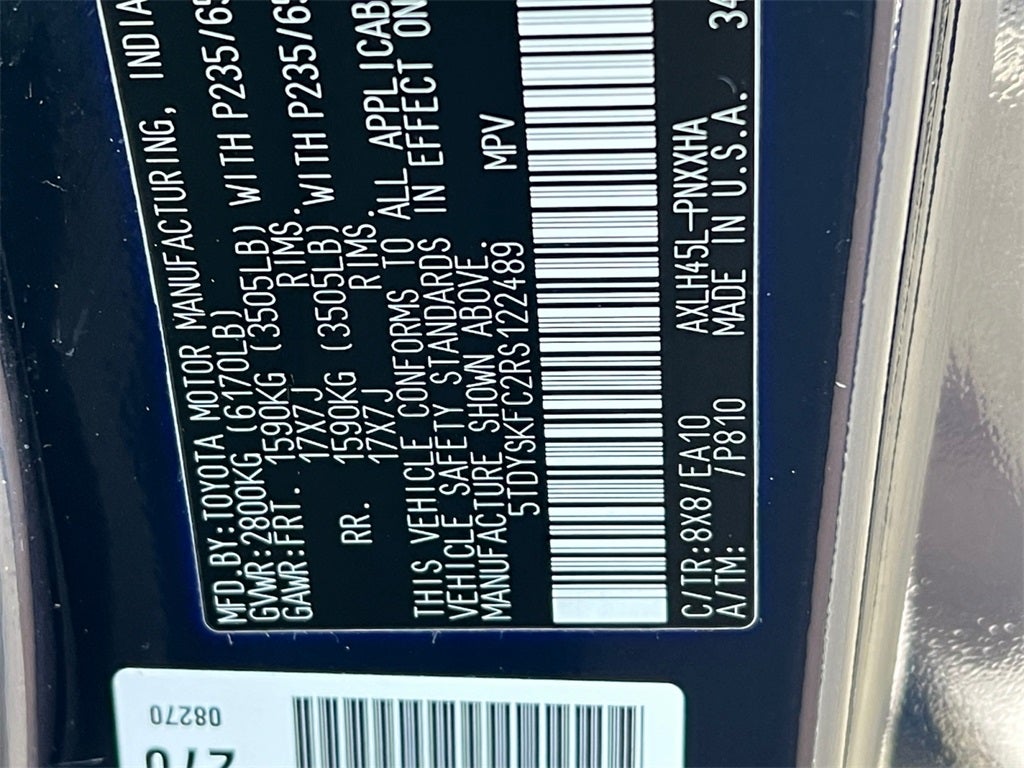 MFD.BY:TOYOTA MOTOR MANUFACTURING, INDIA
GVWR:2800KG (6170LB)
GAWR:FRT. 1590KG (3505LB) WITH P235/65
17X7J RIMS.
RR. 1590KG (3505LB) WITH P235/65
17X7J RIMS.
THIS VEHICLE CONFORMS TO ALL APPLICAB
VEHICLE SAFETY STANDARDS IN EFFECT ON
MANUFACTURE SHOWN ABOVE.
5TDYSKFC2RS122489 MPV
C/TR:8X8/EA10 AXLH45L-PNXXHA
A/TM: /P810 MADE IN U.S.A. 34
08270
270